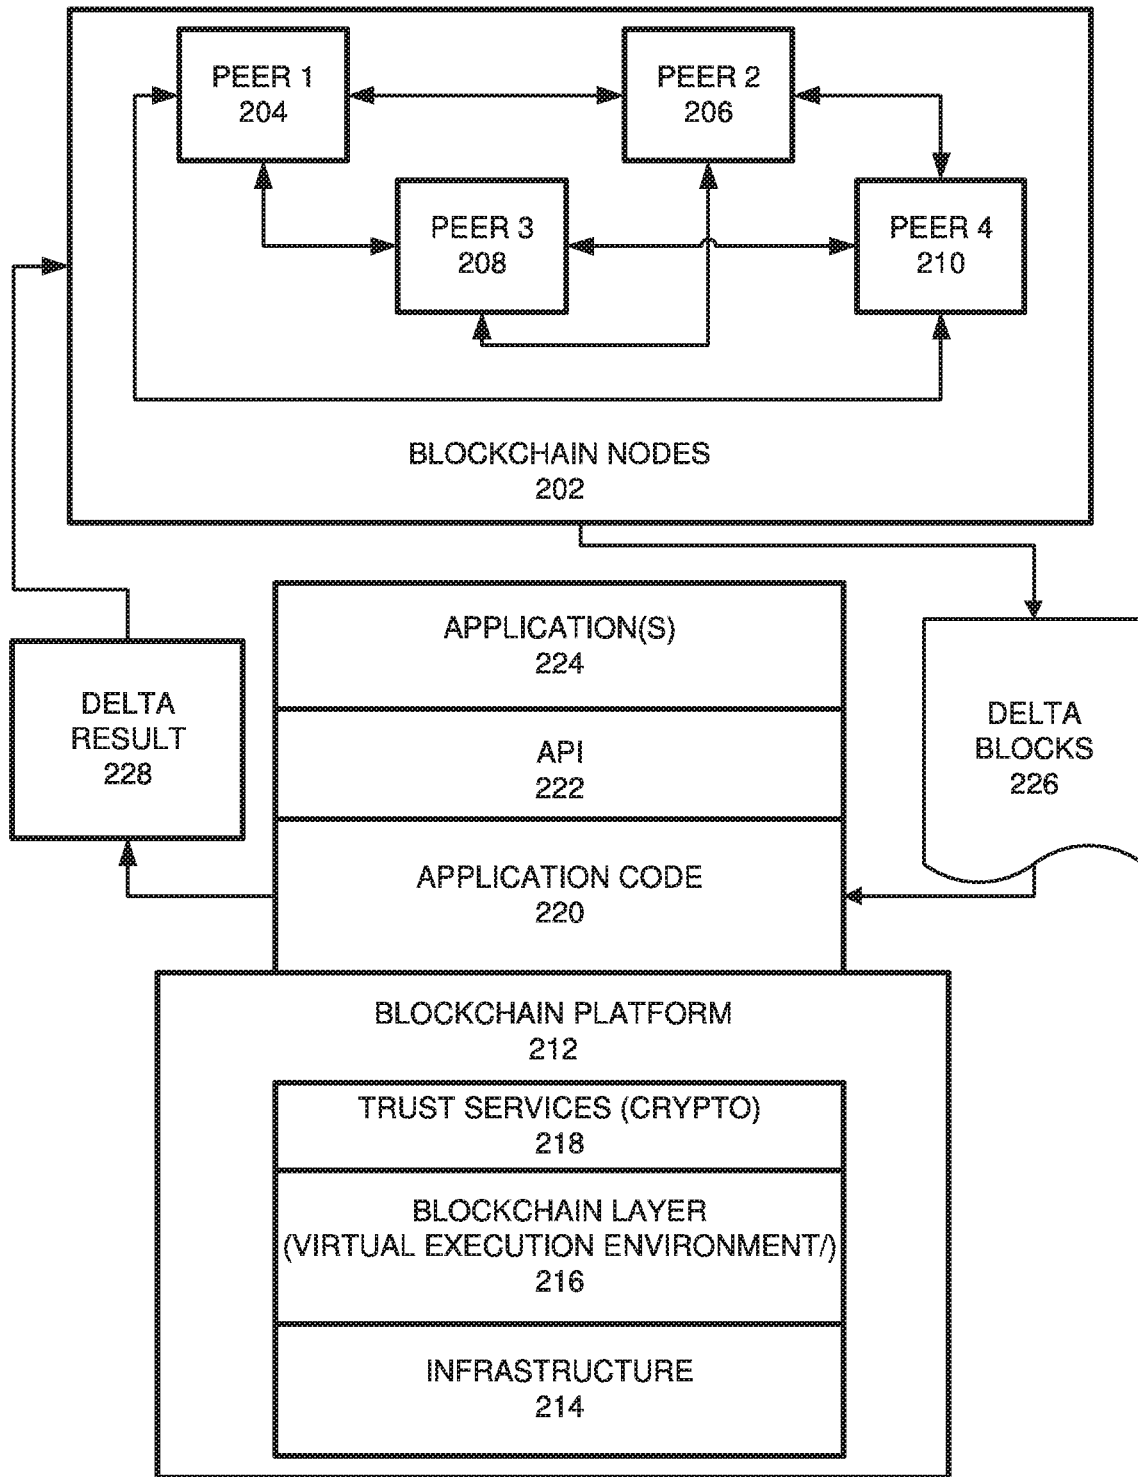 PEER 1
204
PEER 2
206
PEER 3
208
PEER 4
210
BLOCKCHAIN NODES
202
APPLICATION(S)
224
DELTA
RESULT
228
API
222
DELTA
BLOCKS
226
APPLICATION CODE
220
BLOCKCHAIN PLATFORM
212
TRUST SERVICES (CRYPTO)
218
BLOCKCHAIN LAYER
(VIRTUAL EXECUTION ENVIRONMENT/)
216
INFRASTRUCTURE
214